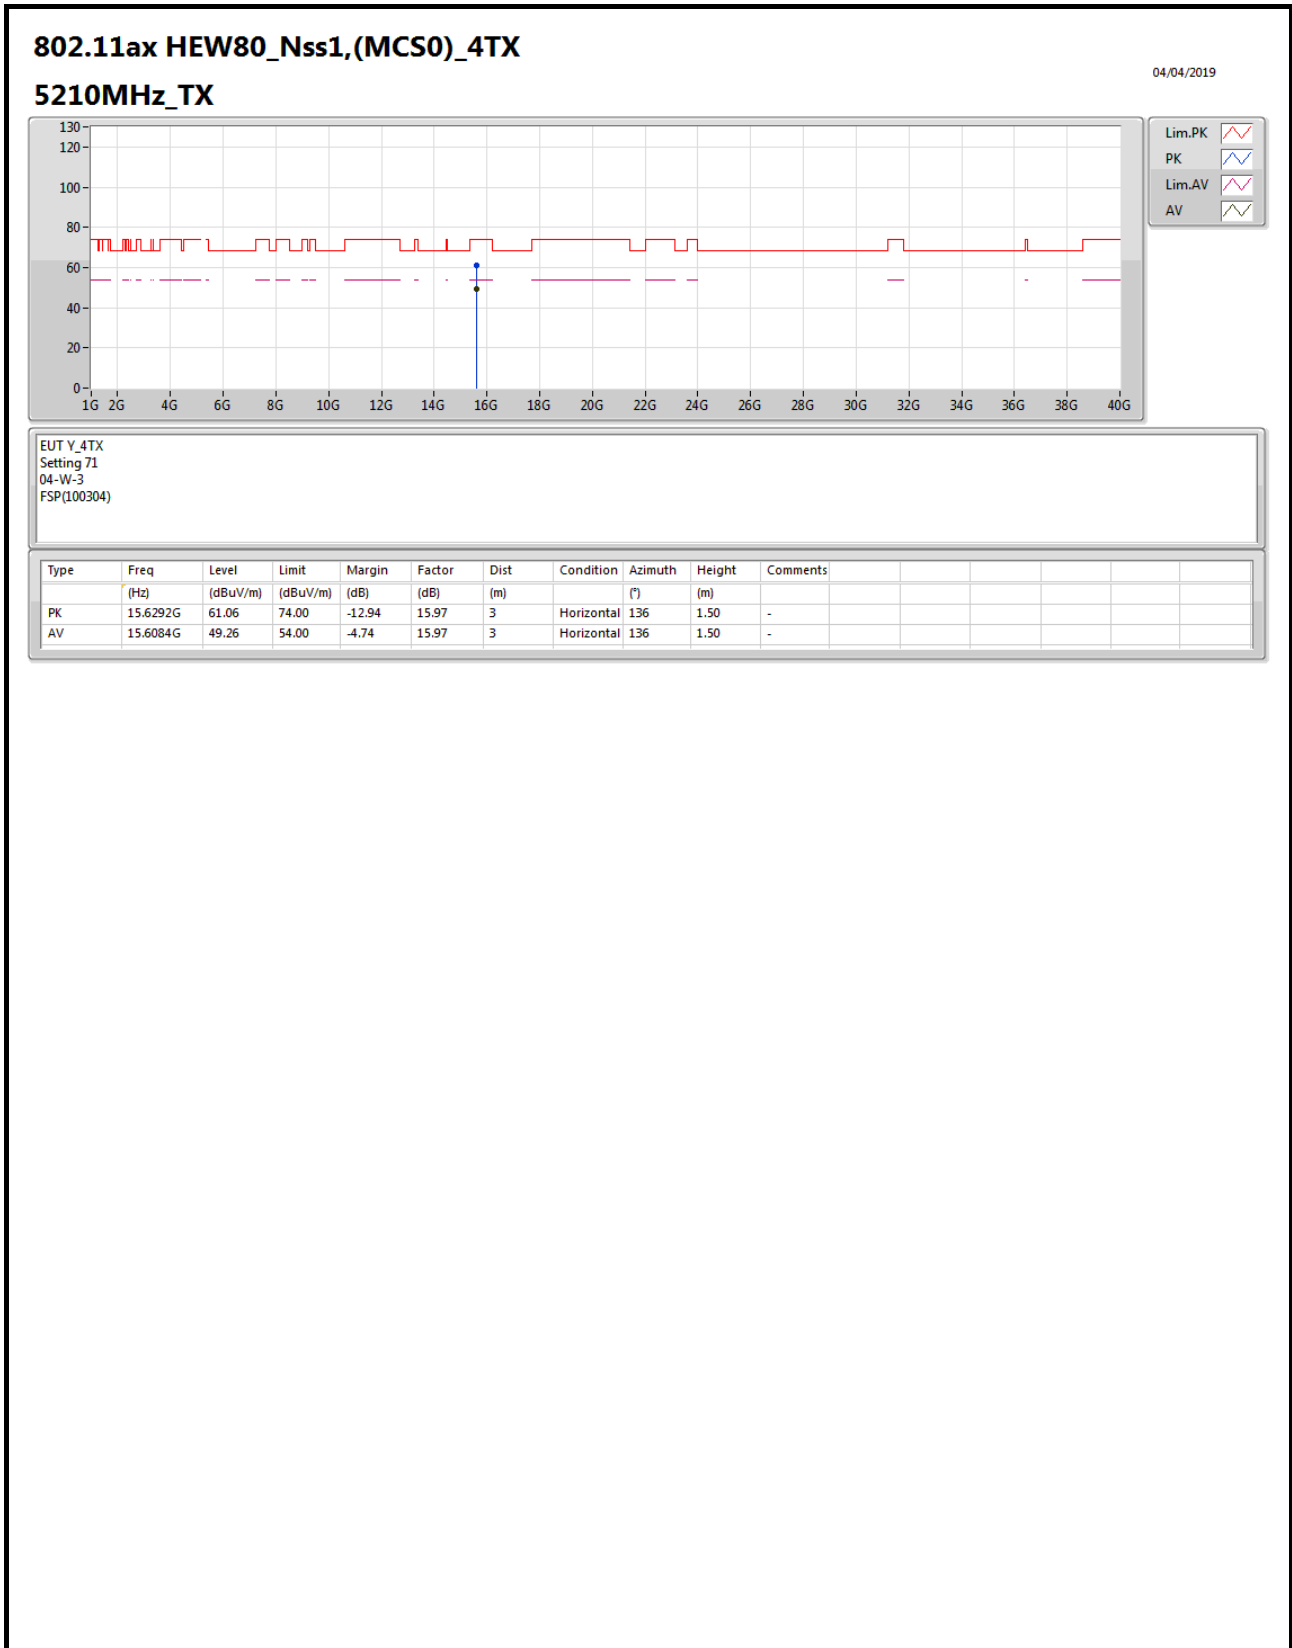 802.11ax HEW80_Nss1,(MCS0)_4TX
04/04/2019
5210MHz_TX
130
120
100
80
60
40
20
0
1G 2G 4G 6G 8G 10G 12G 14G 16G 18G 20G 22G 24G 26G 28G 30G 32G 34G 36G 38G 40G
Lim.PK
PK
Lim.AV
AV
EUT Y_4TX
Setting 71
04-W-3
FSP(100304)
Type Freq Level Limit Margin Factor Dist Condition Azimuth Height Comments
(Hz) (dBuV/m) (dBuV/m) (dB) (dB) (m) (°) (m)
PK 15.6292G 61.06 74.00 -12.94 15.97 3 Horizontal 136 1.50 -
AV 15.6084G 49.26 54.00 -4.74 15.97 3 Horizontal 136 1.50 -